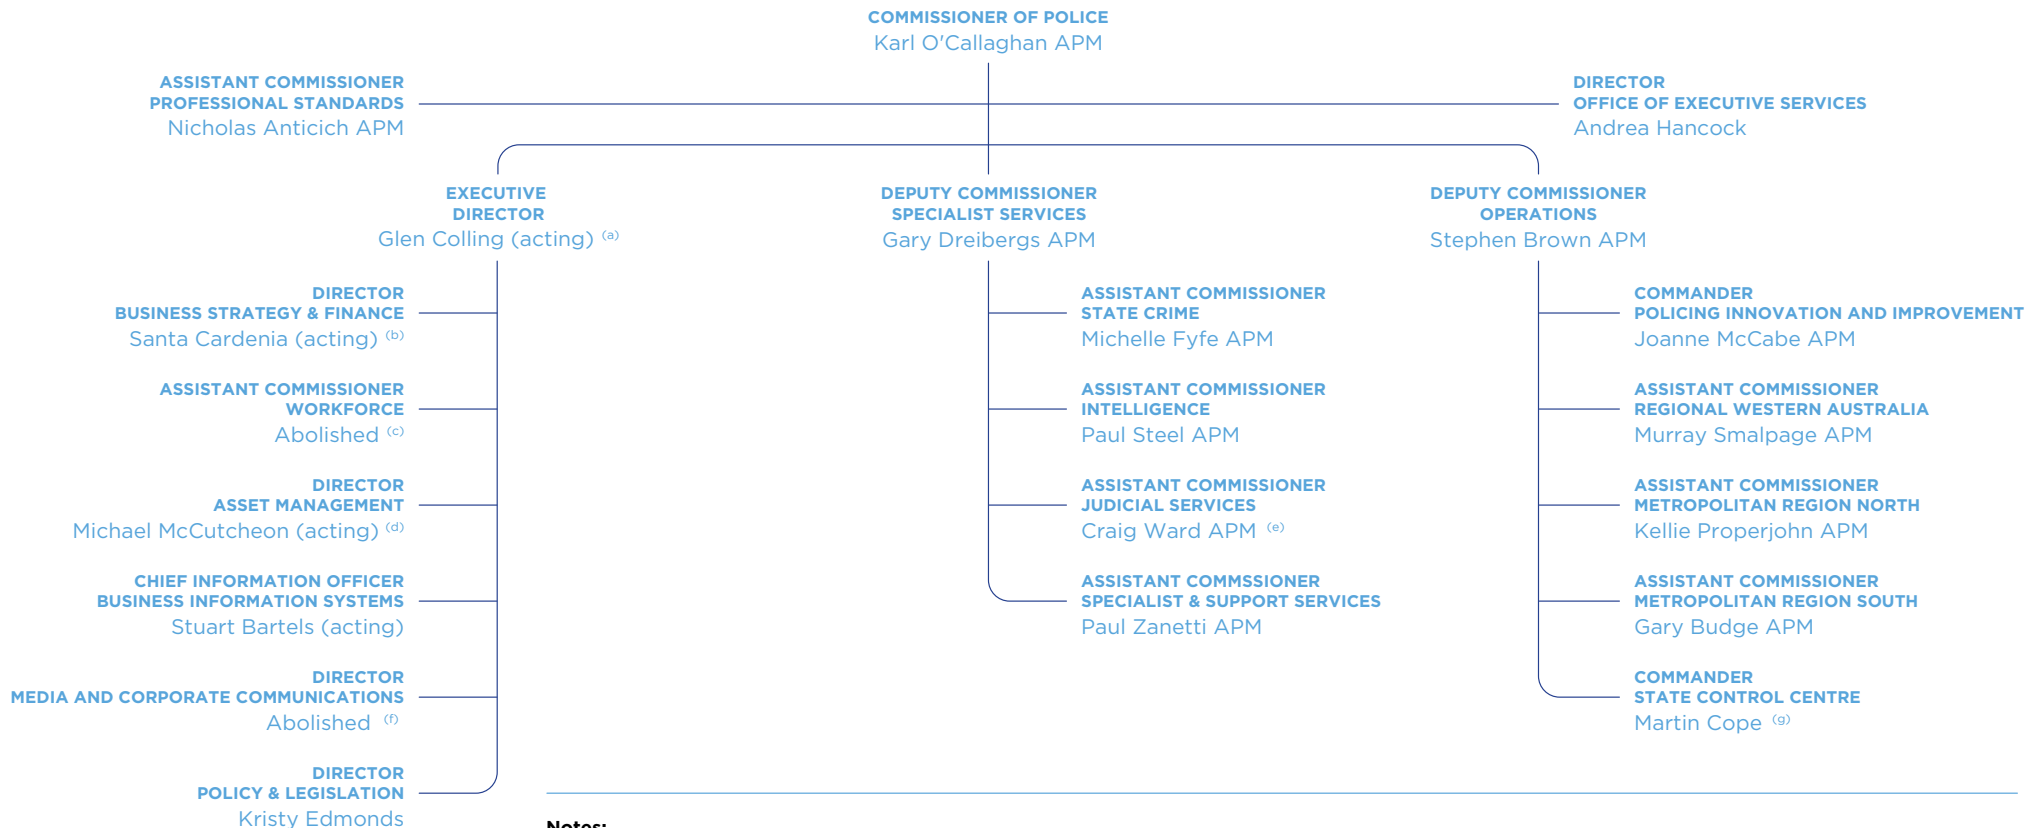 COMMISSIONER OF POLICE
Karl O'Callaghan APM
ASSISTANT COMMISSIONER
PROFESSIONAL STANDARDS
Nicholas Anticich APM
DIRECTOR
OFFICE OF EXECUTIVE SERVICES
Andrea Hancock
EXECUTIVE
DIRECTOR
Glen Colling (acting) (a)
DIRECTOR
BUSINESS STRATEGY & FINANCE
Santa Cardenia (acting) (b)
ASSISTANT COMMISSIONER
WORKFORCE
Abolished (c)
DIRECTOR
ASSET MANAGEMENT
Michael McCutcheon (acting) (d)
CHIEF INFORMATION OFFICER
BUSINESS INFORMATION SYSTEMS
Stuart Bartels (acting)
DIRECTOR
MEDIA AND CORPORATE COMMUNICATIONS
Abolished (f)
DIRECTOR
POLICY & LEGISLATION
Kristy Edmonds
DEPUTY COMMISSIONER
SPECIALIST SERVICES
Gary Dreibergs APM
ASSISTANT COMMISSIONER
STATE CRIME
Michelle Fyfe APM
ASSISTANT COMMISSIONER
INTELLIGENCE
Paul Steel APM
ASSISTANT COMMISSIONER
JUDICIAL SERVICES
Craig Ward APM (e)
ASSISTANT COMMSSIONER
SPECIALIST & SUPPORT SERVICES
Paul Zanetti APM
DEPUTY COMMISSIONER
OPERATIONS
Stephen Brown APM
COMMANDER
POLICING INNOVATION AND IMPROVEMENT
Joanne McCabe APM
ASSISTANT COMMISSIONER
REGIONAL WESTERN AUSTRALIA
Murray Smalpage APM
ASSISTANT COMMISSIONER
METROPOLITAN REGION NORTH
Kellie Properjohn APM
ASSISTANT COMMISSIONER
METROPOLITAN REGION SOUTH
Gary Budge APM
COMMANDER
STATE CONTROL CENTRE
Martin Cope (g)
Notes: